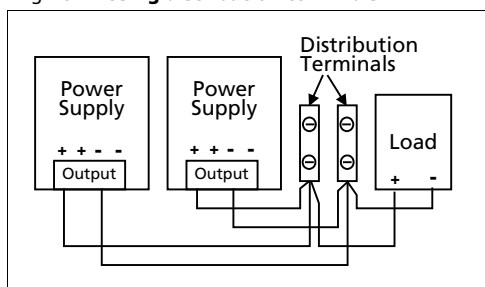 Distribution
Terminals
Power
Supply
+ + - -
Output
Power
Supply
+ + - -
Output
Load
+ -